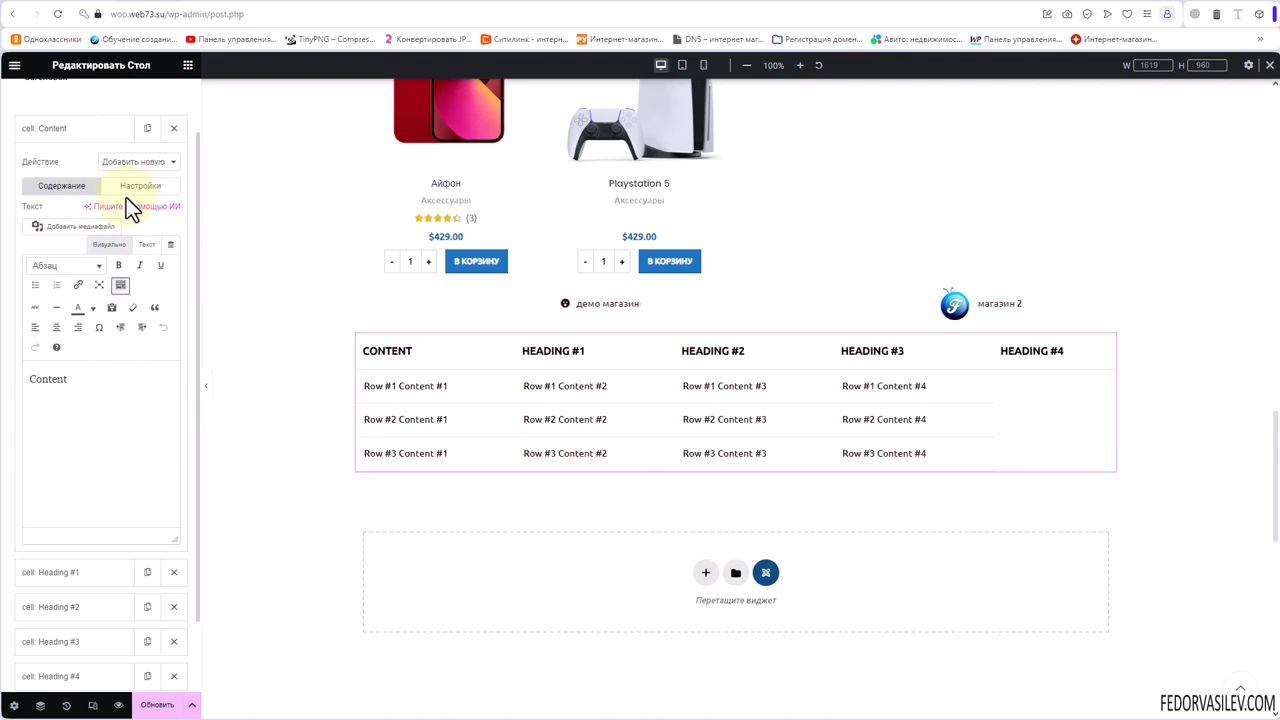 woo.web73.su/wp-admin/post.php
Одноклассники
Обучение создани...
Панель управления...
TinyPNG – Compres...
Конвертировать JP...
Ситилинк - интерн...
Интернет-магазин...
DNS – интернет маг...
Регистрация домен...
Авито: недвижимос...
Панель управления...
Интернет-магазин...
Редактировать Стол
100%
W 1619 H 960
cell: Content
Действие
Добавить новую
Содержание
Настройки
Текст
Добавить медиафайл
Визуально
Текст
Абзац
Content
cell: Heading #1
cell: Heading #2
cell: Heading #3
cell: Heading #4
Обновить
Айфон
Playstation 5
Аксессуары
Аксессуары
(3)
$429.00
$429.00
- 1 + В КОРЗИНУ
- 1 + В КОРЗИНУ
демо магазин
магазин 2
CONTENT HEADING #1 HEADING #2 HEADING #3 HEADING #4
Row #1 Content #1 Row #1 Content #2 Row #1 Content #3 Row #1 Content #4
Row #2 Content #1 Row #2 Content #2 Row #2 Content #3 Row #2 Content #4
Row #3 Content #1 Row #3 Content #2 Row #3 Content #3 Row #3 Content #4
Перетащите виджет
FEDORVASILEV.COM